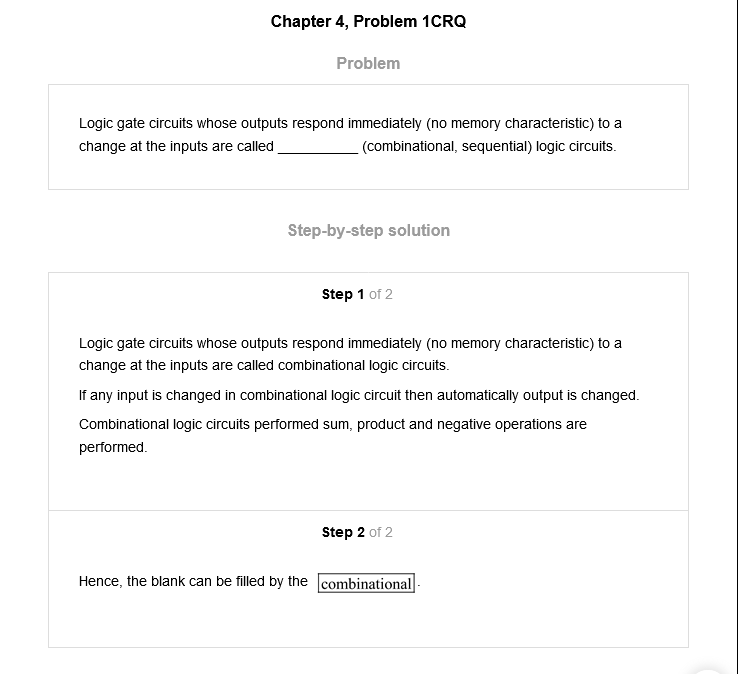 Chapter 4, Problem 1CRQ
Problem
Logic gate circuits whose outputs respond immediately (no memory characteristic) to a
change at the inputs are called __________ (combinational, sequential) logic circuits.
Step-by-step solution
Step 1 of 2
Logic gate circuits whose outputs respond immediately (no memory characteristic) to a
change at the inputs are called combinational logic circuits.
If any input is changed in combinational logic circuit then automatically output is changed.
Combinational logic circuits performed sum, product and negative operations are
performed.
Step 2 of 2
Hence, the blank can be filled by the combinational.